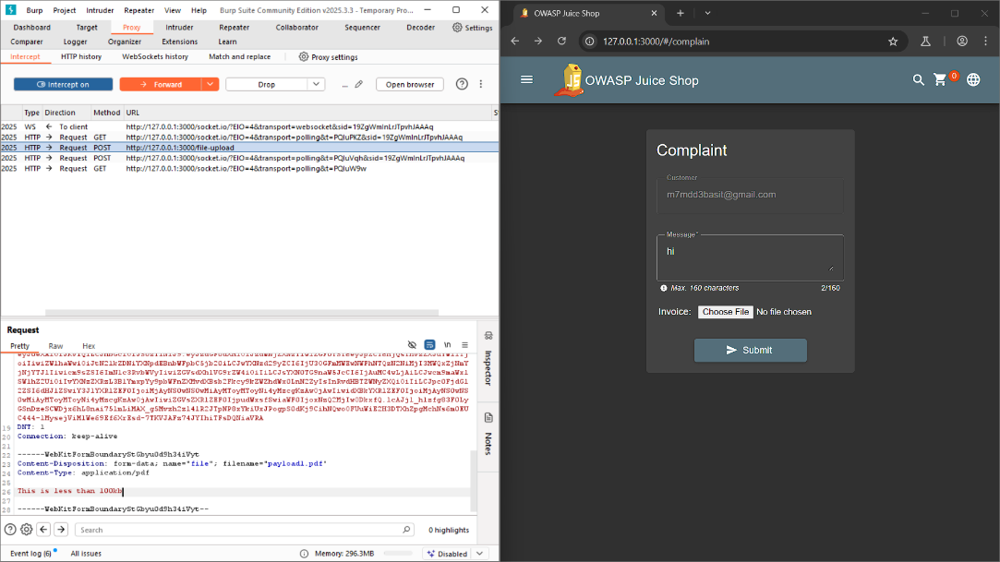 Burp Project Intruder Repeater View Help Burp Suite Community Edition v2025.3.3 - Temporary Pro...
Dashboard Target Proxy Intruder Repeater Collaborator Sequencer Decoder Settings
Comparer Logger Organizer Extensions Learn
Intercept HTTP history WebSockets history Match and replace Proxy settings
Intercept on Forward Drop ... Open browser
Type Direction Method URL
2025 WS To client http://127.0.0.1:3000/socket.io/?EIO=4&transport=websocket&sid=19ZgWmlnLrJTpvhJAAAq
2025 HTTP Request GET http://127.0.0.1:3000/socket.io/?EIO=4&transport=polling&t=PQluPKZ&sid=19ZgWmlnLrJTpvhJAAAq
2025 HTTP Request POST http://127.0.0.1:3000/file-upload
2025 HTTP Request POST http://127.0.0.1:3000/socket.io/?EIO=4&transport=polling&t=PQluVqh&sid=19ZgWmlnLrJTpvhJAAAq
2025 HTTP Request GET http://127.0.0.1:3000/socket.io/?EIO=4&transport=polling&t=PQluW9w
Request
Pretty Raw Hex
\n
19 DNT: 1
20 Connection: keep-alive
21
22 ------WebKitFormBoundaryStGbyu0d9h34iVyt
23 Content-Disposition: form-data; name="file"; filename="payload1.pdf"
24 Content-Type: application/pdf
25
26 This is less than 100kb
27
28 ------WebKitFormBoundaryStGbyu0d9h34iVyt--
Inspector
Notes
Search 0 highlights
Event log (6) All issues Memory: 296.3MB Disabled
OWASP Juice Shop
127.0.0.1:3000/#/complain
OWASP Juice Shop 0
Complaint
Customer
m7mdd3basit@gmail.com
Message*
hi
Max. 160 characters 2/160
Invoice: Choose File No file chosen
Submit